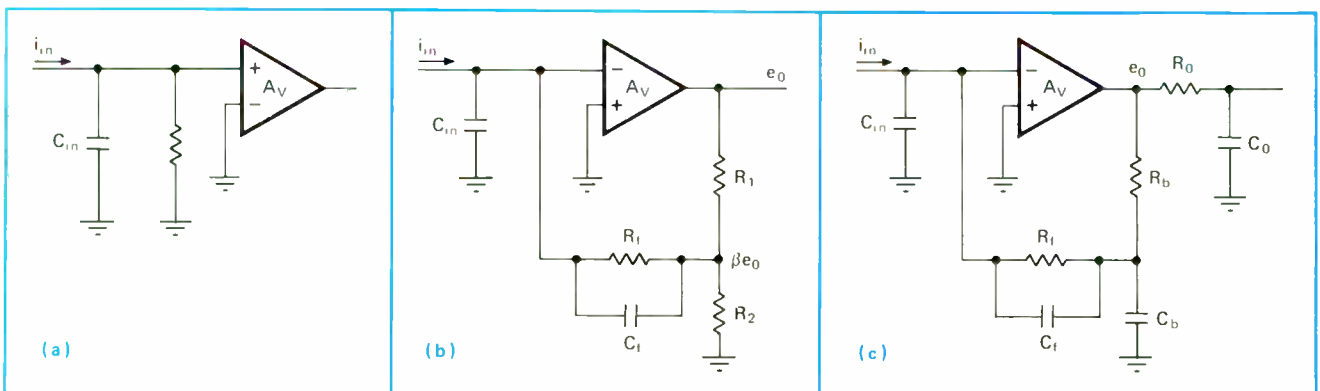 i_in
C_in
+
−
A_V
(a)
i_in
C_in
−
+
A_V
e_0
R_1
R_f
βe_0
C_f
R_2
(b)
i_in
C_in
−
+
A_V
e_0
R_0
C_0
R_b
R_f
C_f
C_b
(c)